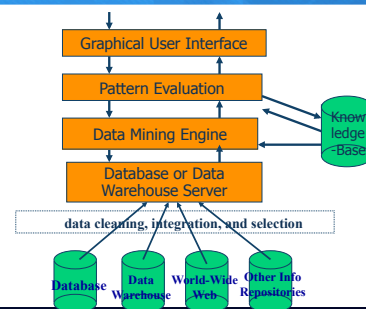 Graphical User Interface
Pattern Evaluation
Know
ledge
-Base
Data Mining Engine
Database or Data
Warehouse Server
data cleaning, integration, and selection
Database
Data
Warehouse
World-Wide
Web
Other Info
Repositories